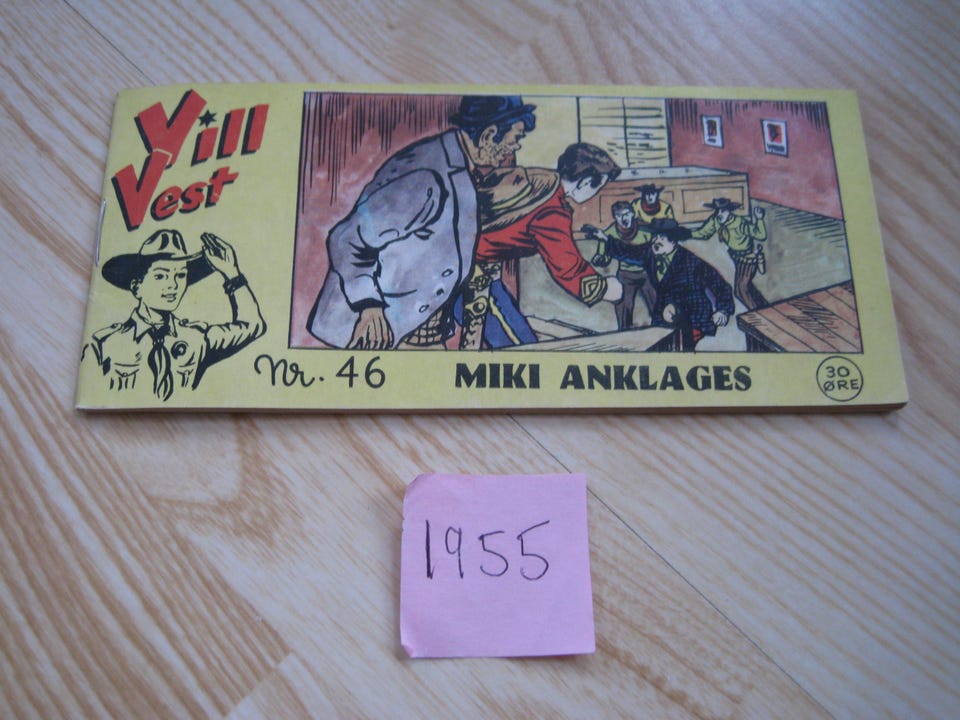 Vill
Vest
Nr. 46
MIKI ANKLAGES
30
ØRE
1955